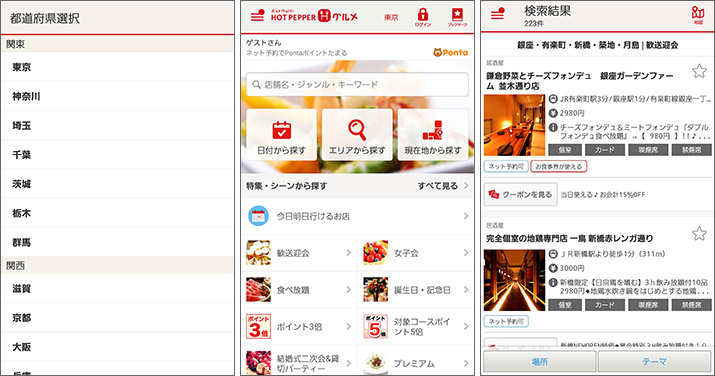 都道府県選択
関東
東京
神奈川
埼玉
千葉
茨城
栃木
群馬
関西
滋賀
京都
大阪
兵庫
ホットペッパー
HOT PEPPER グルメ
東京
ログイン
ブックマーク
ゲストさん
ネット予約でPontaポイントたまる
Ponta
店舗名・ジャンル・キーワード
日付から探す
エリアから探す
現在地から探す
特集・シーンから探す
すべて見る
今日明日行けるお店
歓送迎会
女子会
食べ放題
誕生日・記念日
ポイント3倍
ポイント3倍
ポイント5倍
対象コースポイント5倍
結婚式二次会&貸切パーティー
プレミアム
検索結果
223件
地図
銀座・有楽町・新橋・築地・月島 | 歓送迎会
居酒屋
鎌倉野菜とチーズフォンデュ 銀座ガーデンファーム 並木通り店
JR有楽町駅3分/銀座駅1分/有楽町線銀座一丁...
2980円
チーズフォンデュ＆ミートフォンデュ『ダブルフォンデュ食べ放題』→【 980円 】!!♪...
個室 カード 喫煙席 禁煙席
ネット予約可 お食事券が使える
クーポンを見る 当日使える♪お会計15%OFF
居酒屋
完全個室の地鶏専門店 一鳥 新橋赤レンガ通り
ＪＲ新橋駅より徒歩1分（311m）
3000円
新橋限定【日向鶏を噛む】3ｈ飲み放題付10品2980円◆地鶏水炊き鍋をはじめとする地鶏...
個室 カード 喫煙席 禁煙席
ネット予約可
場所
テーマ